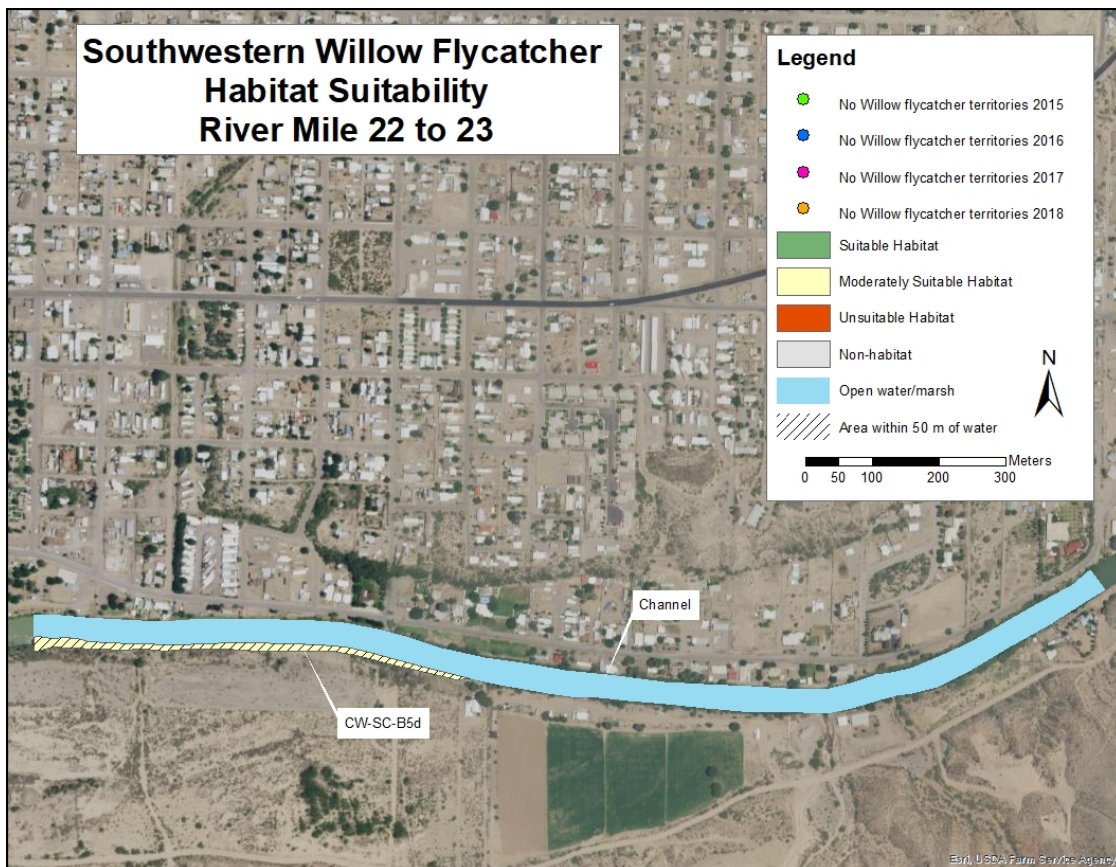 Southwestern Willow Flycatcher
Habitat Suitability
River Mile 22 to 23
Legend
No Willow flycatcher territories 2015
No Willow flycatcher territories 2016
No Willow flycatcher territories 2017
No Willow flycatcher territories 2018
Suitable Habitat
Moderately Suitable Habitat
Unsuitable Habitat
Non-habitat
Open water/marsh
Area within 50 m of water
N
Meters
0 50 100 200 300
Channel
CW-SC-B5d
Esri, USDA Farm Service Agency